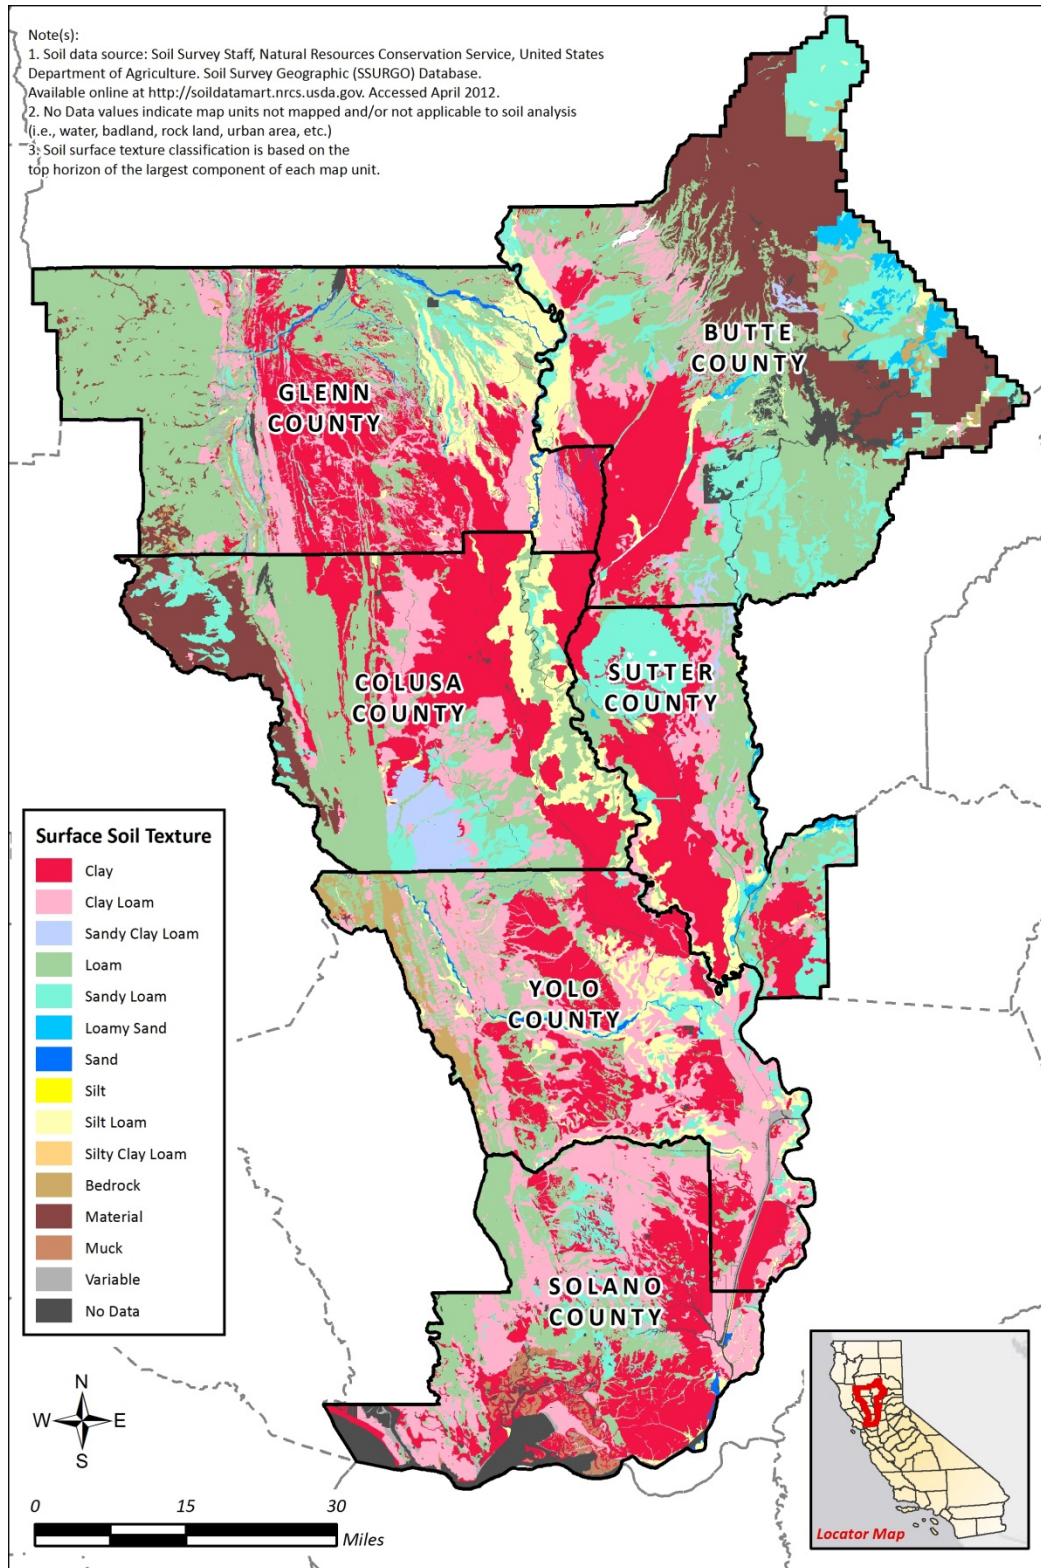 Note(s):
1. Soil data source: Soil Survey Staff, Natural Resources Conservation Service, United States
Department of Agriculture. Soil Survey Geographic (SSURGO) Database.
Available online at http://soildatamart.nrcs.usda.gov. Accessed April 2012.
2. No Data values indicate map units not mapped and/or not applicable to soil analysis
(i.e., water, badland, rock land, urban area, etc.)
3. Soil surface texture classification is based on the
top horizon of the largest component of each map unit.
BUTTE
COUNTY
GLENN
COUNTY
COLUSA
COUNTY
SUTTER
COUNTY
YOLO
COUNTY
SOLANO
COUNTY
Surface Soil Texture
Clay
Clay Loam
Sandy Clay Loam
Loam
Sandy Loam
Loamy Sand
Sand
Silt
Silt Loam
Silty Clay Loam
Bedrock
Material
Muck
Variable
No Data
N
W E
S
0 15 30
Miles
Locator Map